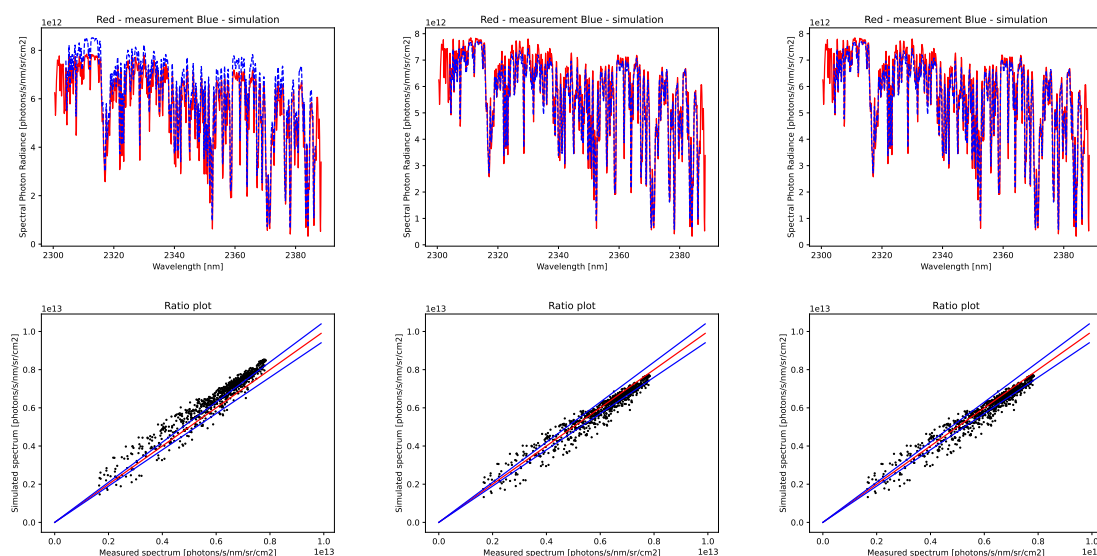 Red - measurement Blue - simulation
1e12
Spectral Photon Radiance [photons/s/nm/sr/cm2]
8
6
4
2
0
2300 2320 2340 2360 2380
Wavelength [nm]
Red - measurement Blue - simulation
1e12
Spectral Photon Radiance [photons/s/nm/sr/cm2]
8
7
6
5
4
3
2
1
0
2300 2320 2340 2360 2380
Wavelength [nm]
Red - measurement Blue - simulation
1e12
Spectral Photon Radiance [photons/s/nm/sr/cm2]
8
7
6
5
4
3
2
1
0
2300 2320 2340 2360 2380
Wavelength [nm]
Ratio plot
1e13
Simulated spectrum [photons/s/nm/sr/cm2]
1.0
0.8
0.6
0.4
0.2
0.0
0.0 0.2 0.4 0.6 0.8 1.0
Measured spectrum [photons/s/nm/sr/cm2]
1e13
Ratio plot
1e13
Simulated spectrum [photons/s/nm/sr/cm2]
1.0
0.8
0.6
0.4
0.2
0.0
0.0 0.2 0.4 0.6 0.8 1.0
Measured spectrum [photons/s/nm/sr/cm2]
1e13
Ratio plot
1e13
Simulated spectrum [photons/s/nm/sr/cm2]
1.0
0.8
0.6
0.4
0.2
0.0
0.0 0.2 0.4 0.6 0.8
Measured spectrum [photons/s/nm/sr/cm2]